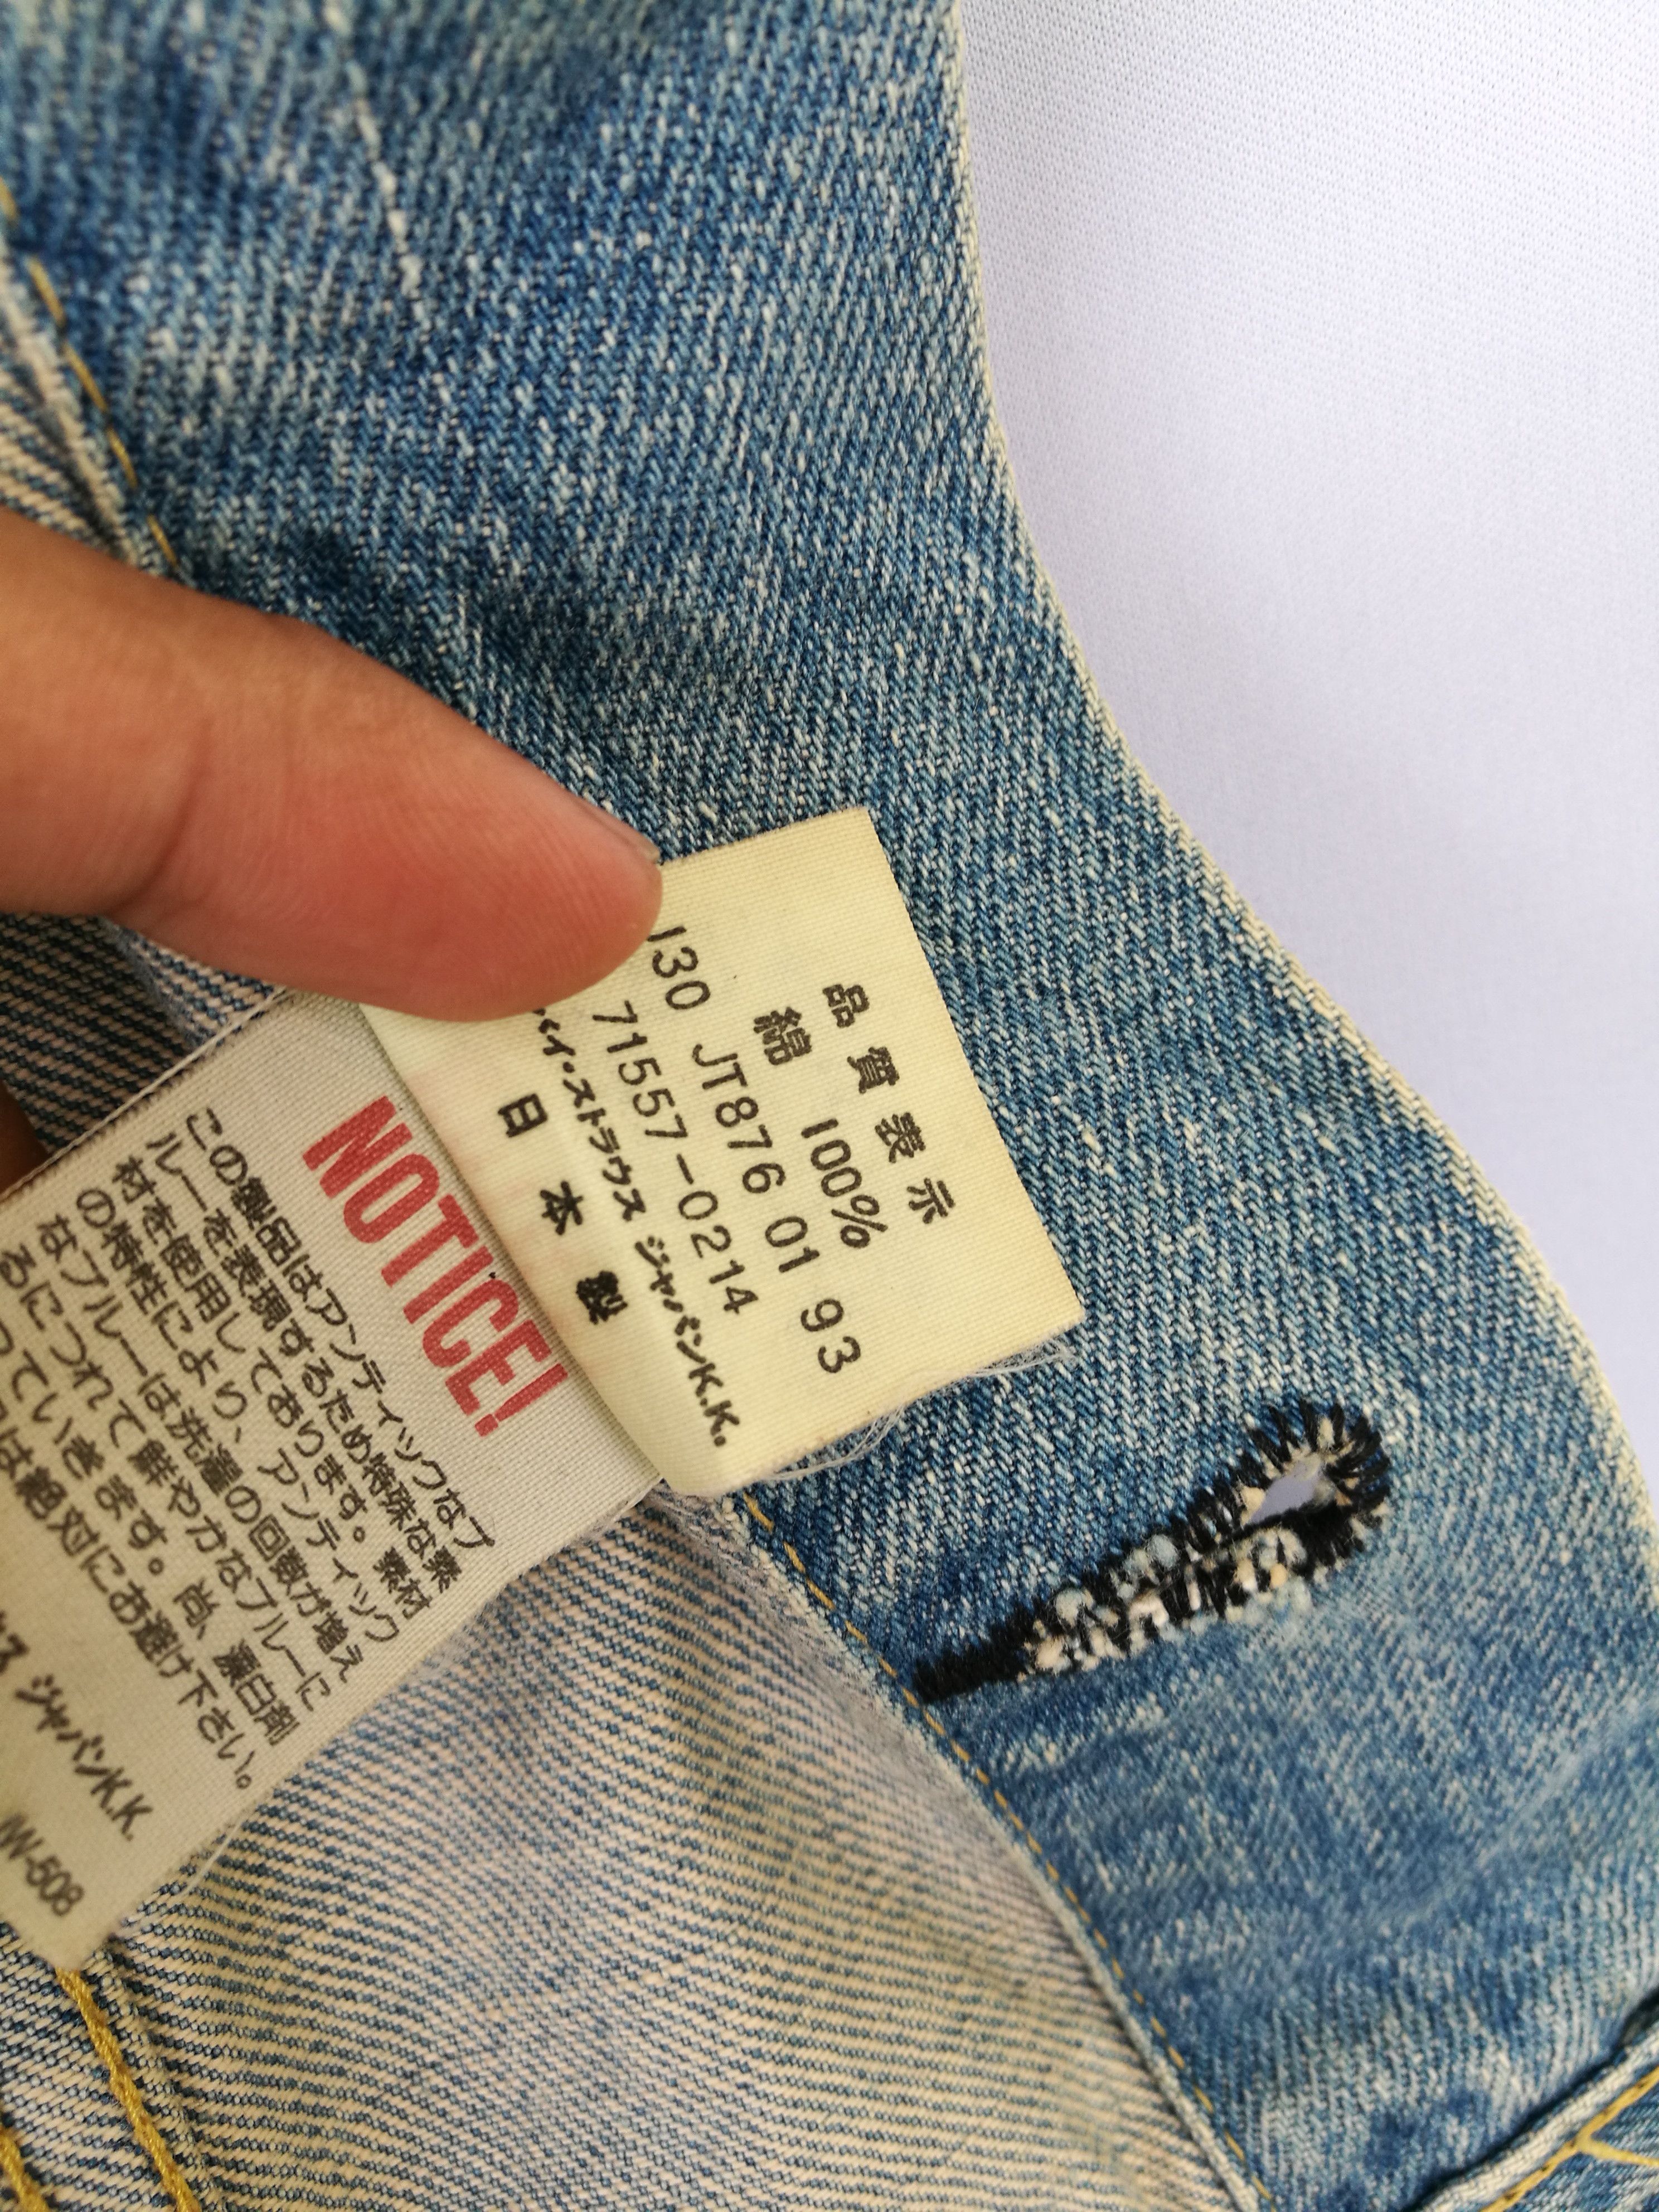 品質表示
綿 100%
J30 JT876 01 93
71557-0214
バイ・ストラウス ジャパンK.K.
日本製
NOTICE!
この製品はアンティックなブ
ルーを表現するため特殊な素
材を使用しております。素材
の特性により、アンティック
なブルーは洗濯の回数が増え
るにつれて鮮やかなブルーに
っていきます。尚、漂白剤
は絶対にお避け下さい。
ス ジャパンK.K.
IW-508